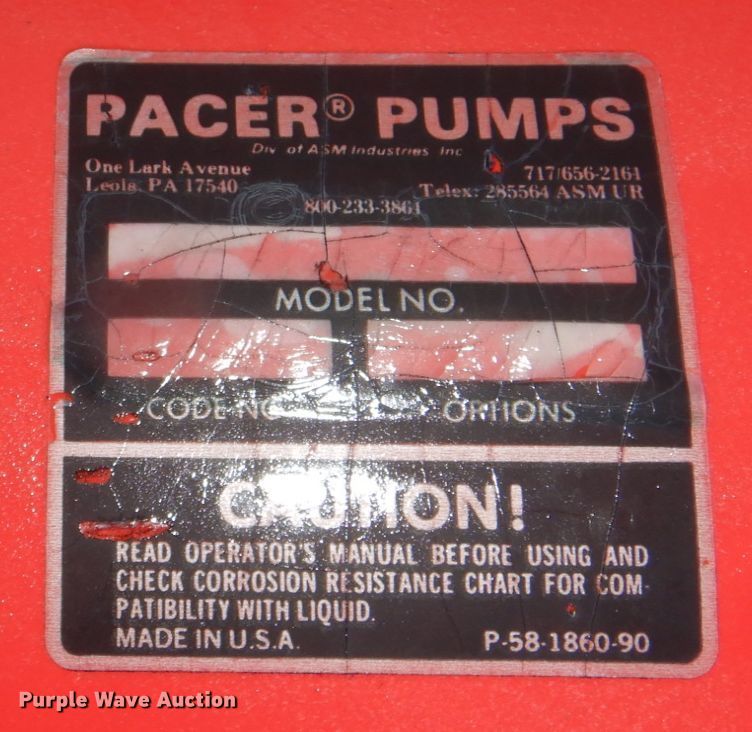 PACER® PUMPS
Div. of ASM Industries Inc
One Lark Avenue
Leola, PA 17540
717/656-2161
Telex: 285564 ASM UR
800-233-3861
MODEL NO.
CODE NO.
OPTIONS
CAUTION!
READ OPERATOR'S MANUAL BEFORE USING AND
CHECK CORROSION RESISTANCE CHART FOR COM-
PATIBILITY WITH LIQUID.
MADE IN U.S.A.
P-58-1860-90
Purple Wave Auction